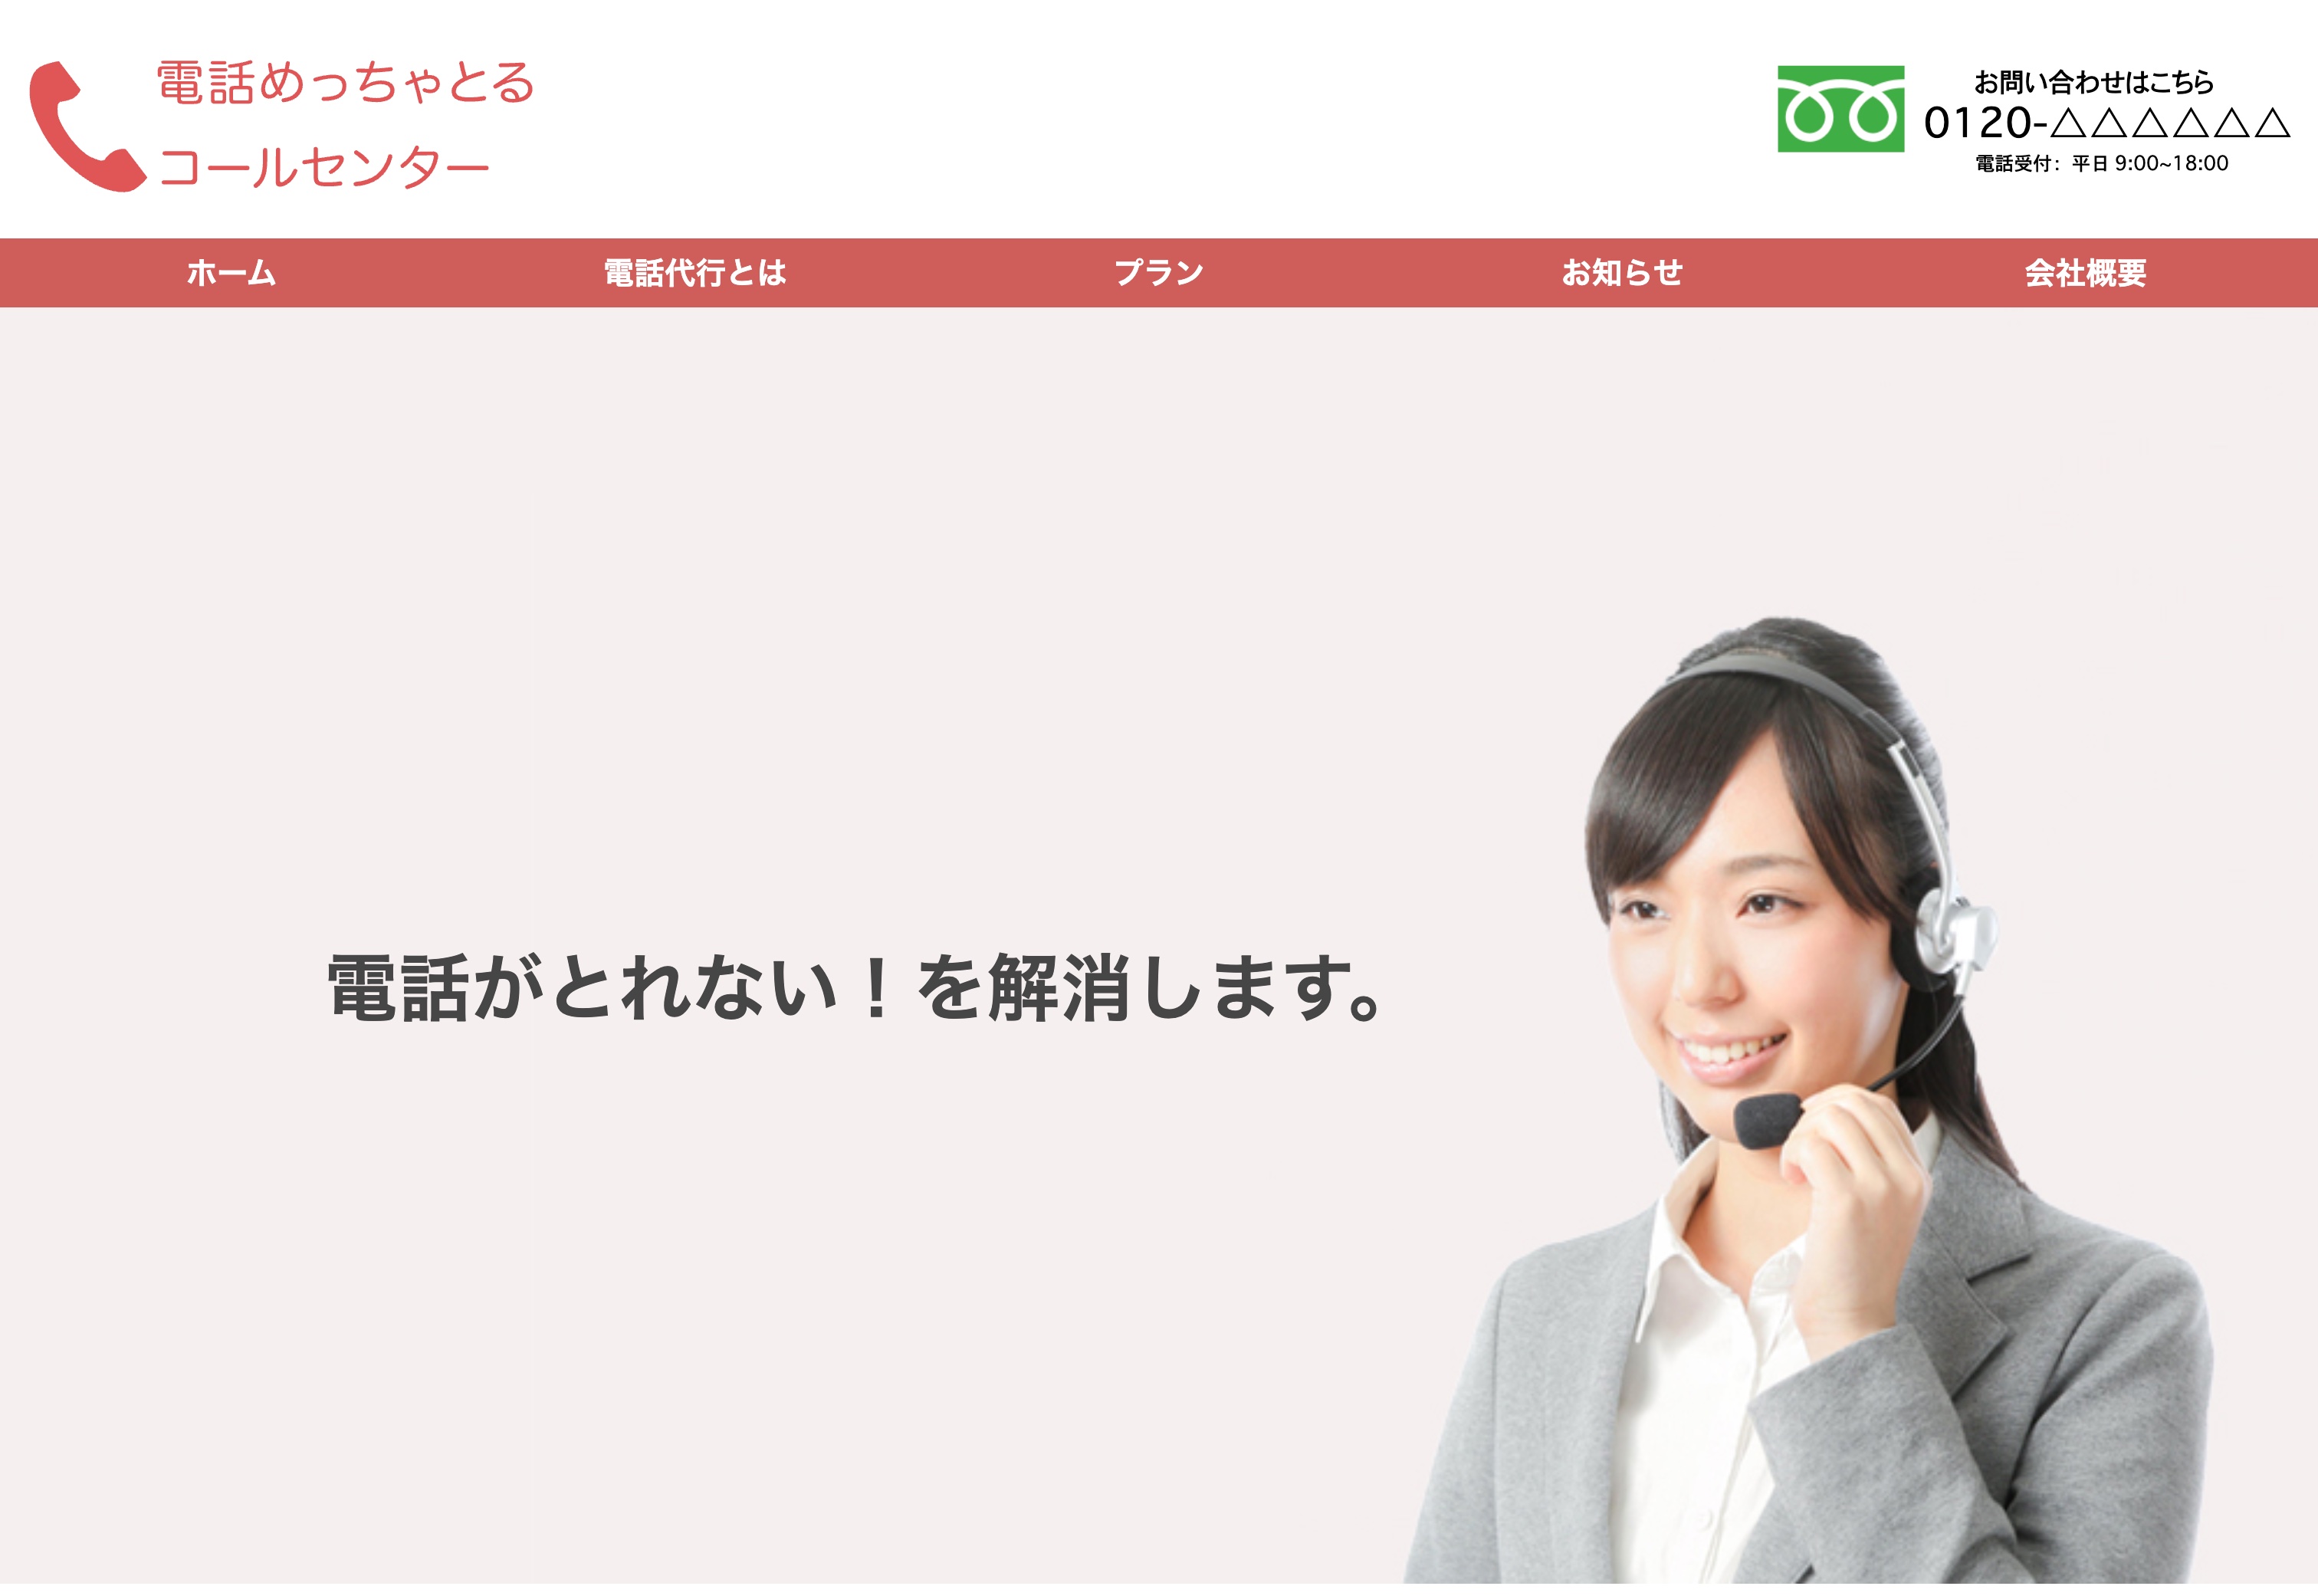 電話めっちゃとる
コールセンター
お問い合わせはこちら
0120-△△△△△△
電話受付：平日 9:00~18:00
ホーム
電話代行とは
プラン
お知らせ
会社概要
電話がとれない！を解消します。